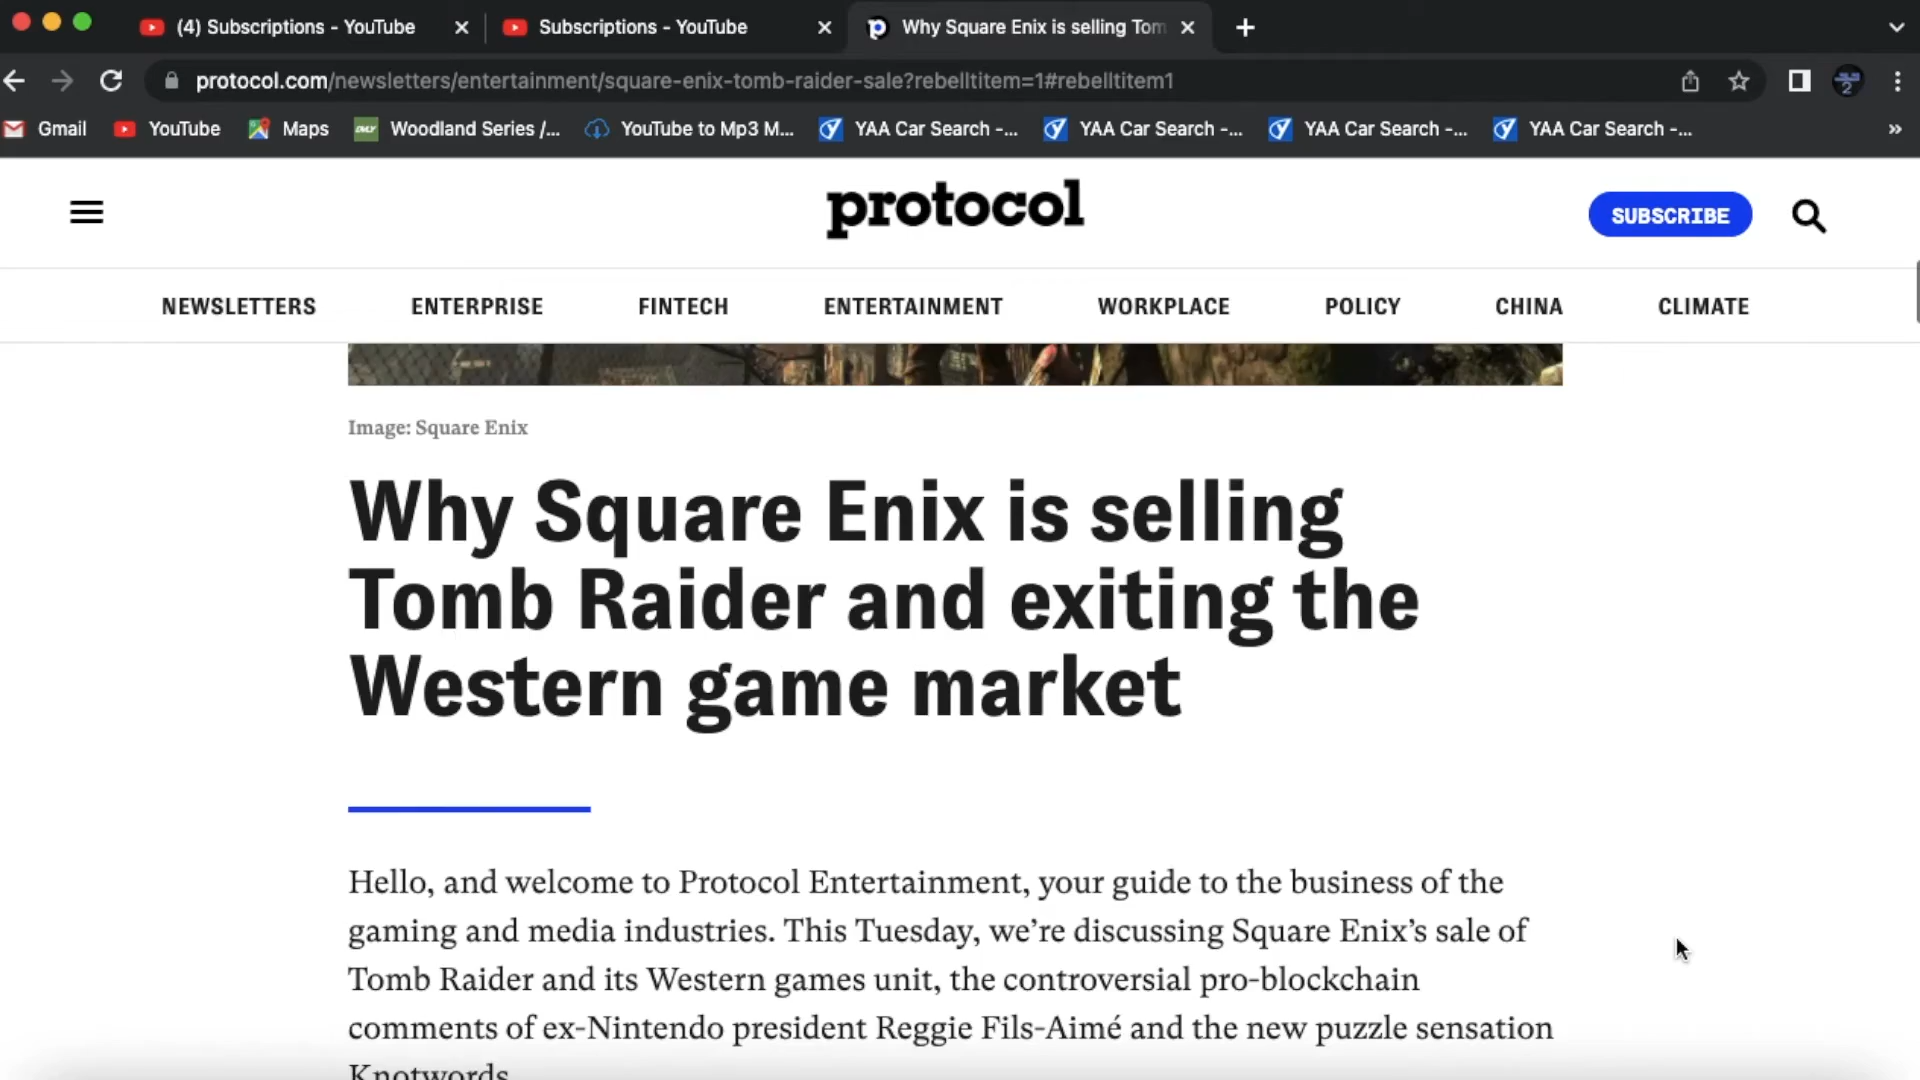 (4) Subscriptions - YouTube
Subscriptions - YouTube
Why Square Enix is selling Tom
protocol.com/newsletters/entertainment/square-enix-tomb-raider-sale?rebelltitem=1#rebelltitem1
Gmail
YouTube
Maps
Woodland Series /...
YouTube to Mp3 M...
YAA Car Search -...
YAA Car Search -...
YAA Car Search -...
YAA Car Search -...
protocol
SUBSCRIBE
NEWSLETTERS
ENTERPRISE
FINTECH
ENTERTAINMENT
WORKPLACE
POLICY
CHINA
CLIMATE
Image: Square Enix
Why Square Enix is selling
Tomb Raider and exiting the
Western game market
Hello, and welcome to Protocol Entertainment, your guide to the business of the
gaming and media industries. This Tuesday, we’re discussing Square Enix’s sale of
Tomb Raider and its Western games unit, the controversial pro-blockchain
comments of ex-Nintendo president Reggie Fils-Aimé and the new puzzle sensation
Knotwords.